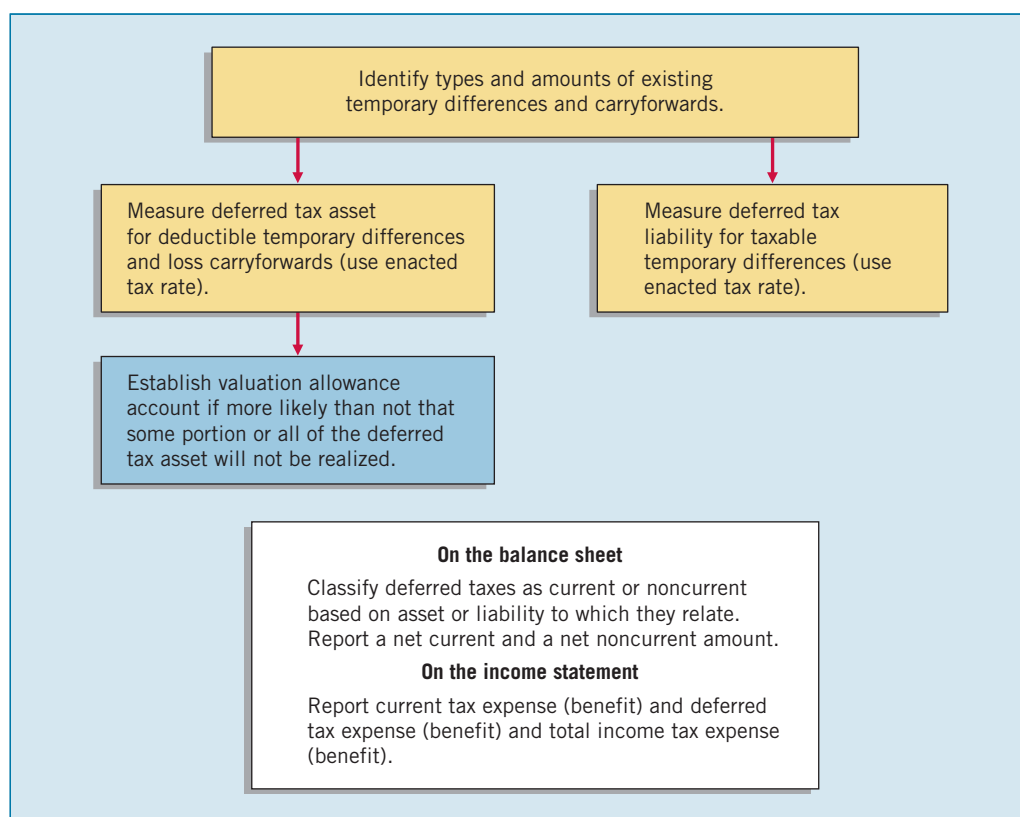 Identify types and amounts of existing
temporary differences and carryforwards.
Measure deferred tax asset
for deductible temporary differences
and loss carryforwards (use enacted
tax rate).
Measure deferred tax
liability for taxable
temporary differences (use
enacted tax rate).
Establish valuation allowance
account if more likely than not that
some portion or all of the deferred
tax asset will not be realized.
On the balance sheet
Classify deferred taxes as current or noncurrent
based on asset or liability to which they relate.
Report a net current and a net noncurrent amount.
On the income statement
Report current tax expense (benefit) and deferred
tax expense (benefit) and total income tax expense
(benefit).